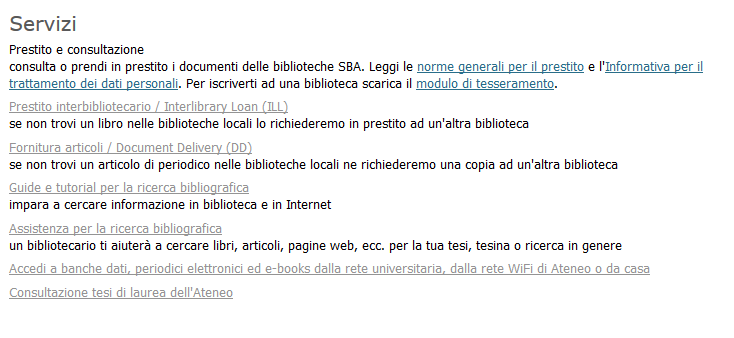 Servizi
Prestito e consultazione
consulta o prendi in prestito i documenti delle biblioteche SBA. Leggi le norme generali per il prestito e l'Informativa per il
trattamento dei dati personali. Per iscriverti ad una biblioteca scarica il modulo di tesseramento.
Prestito interbibliotecario / Interlibrary Loan (ILL)
se non trovi un libro nelle biblioteche locali lo richiederemo in prestito ad un'altra biblioteca
Fornitura articoli / Document Delivery (DD)
se non trovi un articolo di periodico nelle biblioteche locali ne richiederemo una copia ad un'altra biblioteca
Guide e tutorial per la ricerca bibliografica
impara a cercare informazione in biblioteca e in Internet
Assistenza per la ricerca bibliografica
un bibliotecario ti aiuterà a cercare libri, articoli, pagine web, ecc. per la tua tesi, tesina o ricerca in genere
Accedi a banche dati, periodici elettronici ed e-books dalla rete universitaria, dalla rete WiFi di Ateneo o da casa
Consultazione tesi di laurea dell'Ateneo